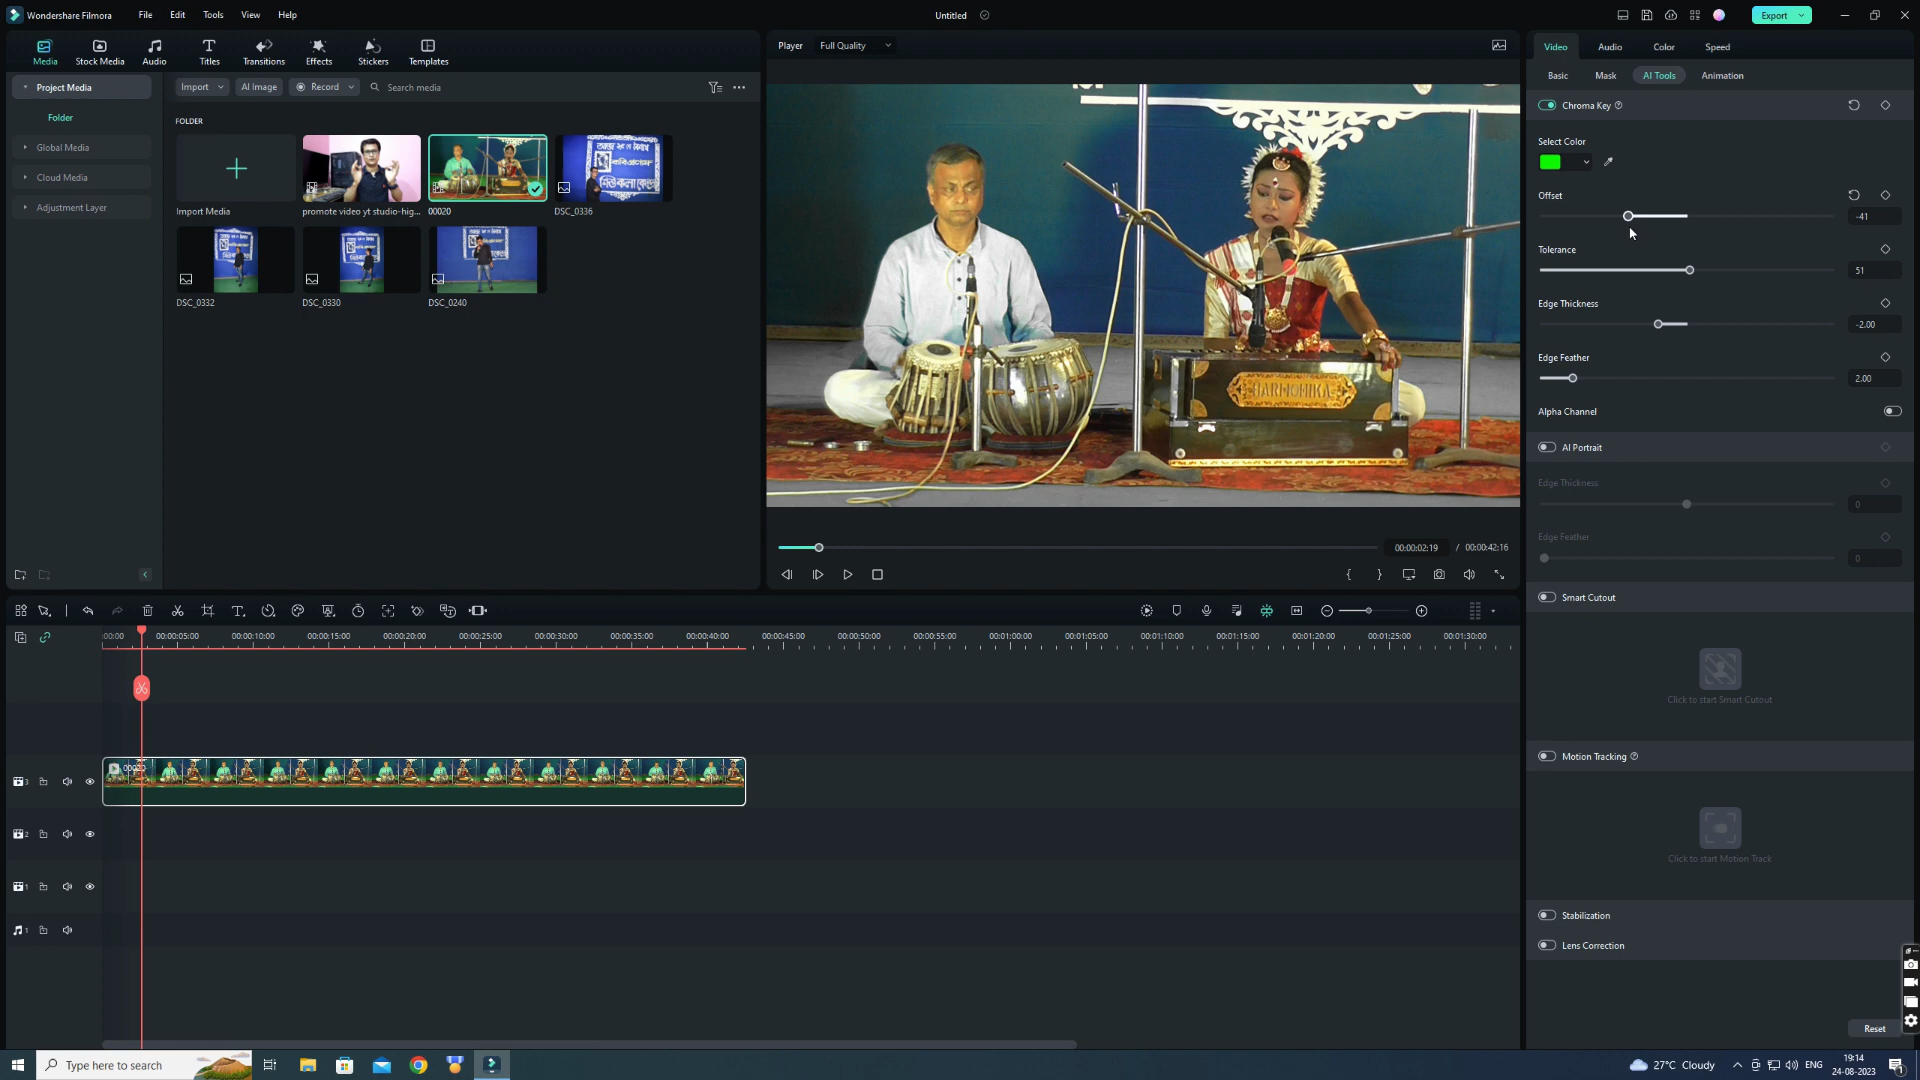 Wondershare Filmora File Edit Tools View Help Untitled Export
Media Stock Media Audio Titles Transitions Effects Stickers Templates
Project Media
Folder
Global Media
Cloud Media
Adjustment Layer
Import AI Image Record Search media
FOLDER
Import Media
promote video yt studio-hig...
00020
DSC_0336
DSC_0332
DSC_0330
DSC_0240
Player Full Quality
HARMONIKA
00:00:02:19 / 00:00:42:16
Video Audio Color Speed
Basic Mask AI Tools Animation
Chroma Key
Select Color
Offset
-41
Tolerance
51
Edge Thickness
-2.00
Edge Feather
2.00
Alpha Channel
AI Portrait
Edge Thickness
0
Edge Feather
0
Smart Cutout
Click to start Smart Cutout
Motion Tracking
Click to start Motion Track
Stabilization
Lens Correction
Reset
:00:00 00:00:05:00 00:00:10:00 00:00:15:00 00:00:20:00 00:00:25:00 00:00:30:00 00:00:35:00 00:00:40:00 00:00:45:00 00:00:50:00 00:00:55:00 00:01:00:00 00:01:05:00 00:01:10:00 00:01:15:00 00:01:20:00 00:01:25:00 00:01:30:00
00020
3
2
1
1
Type here to search
27°C Cloudy ENG 19:14
24-08-2023